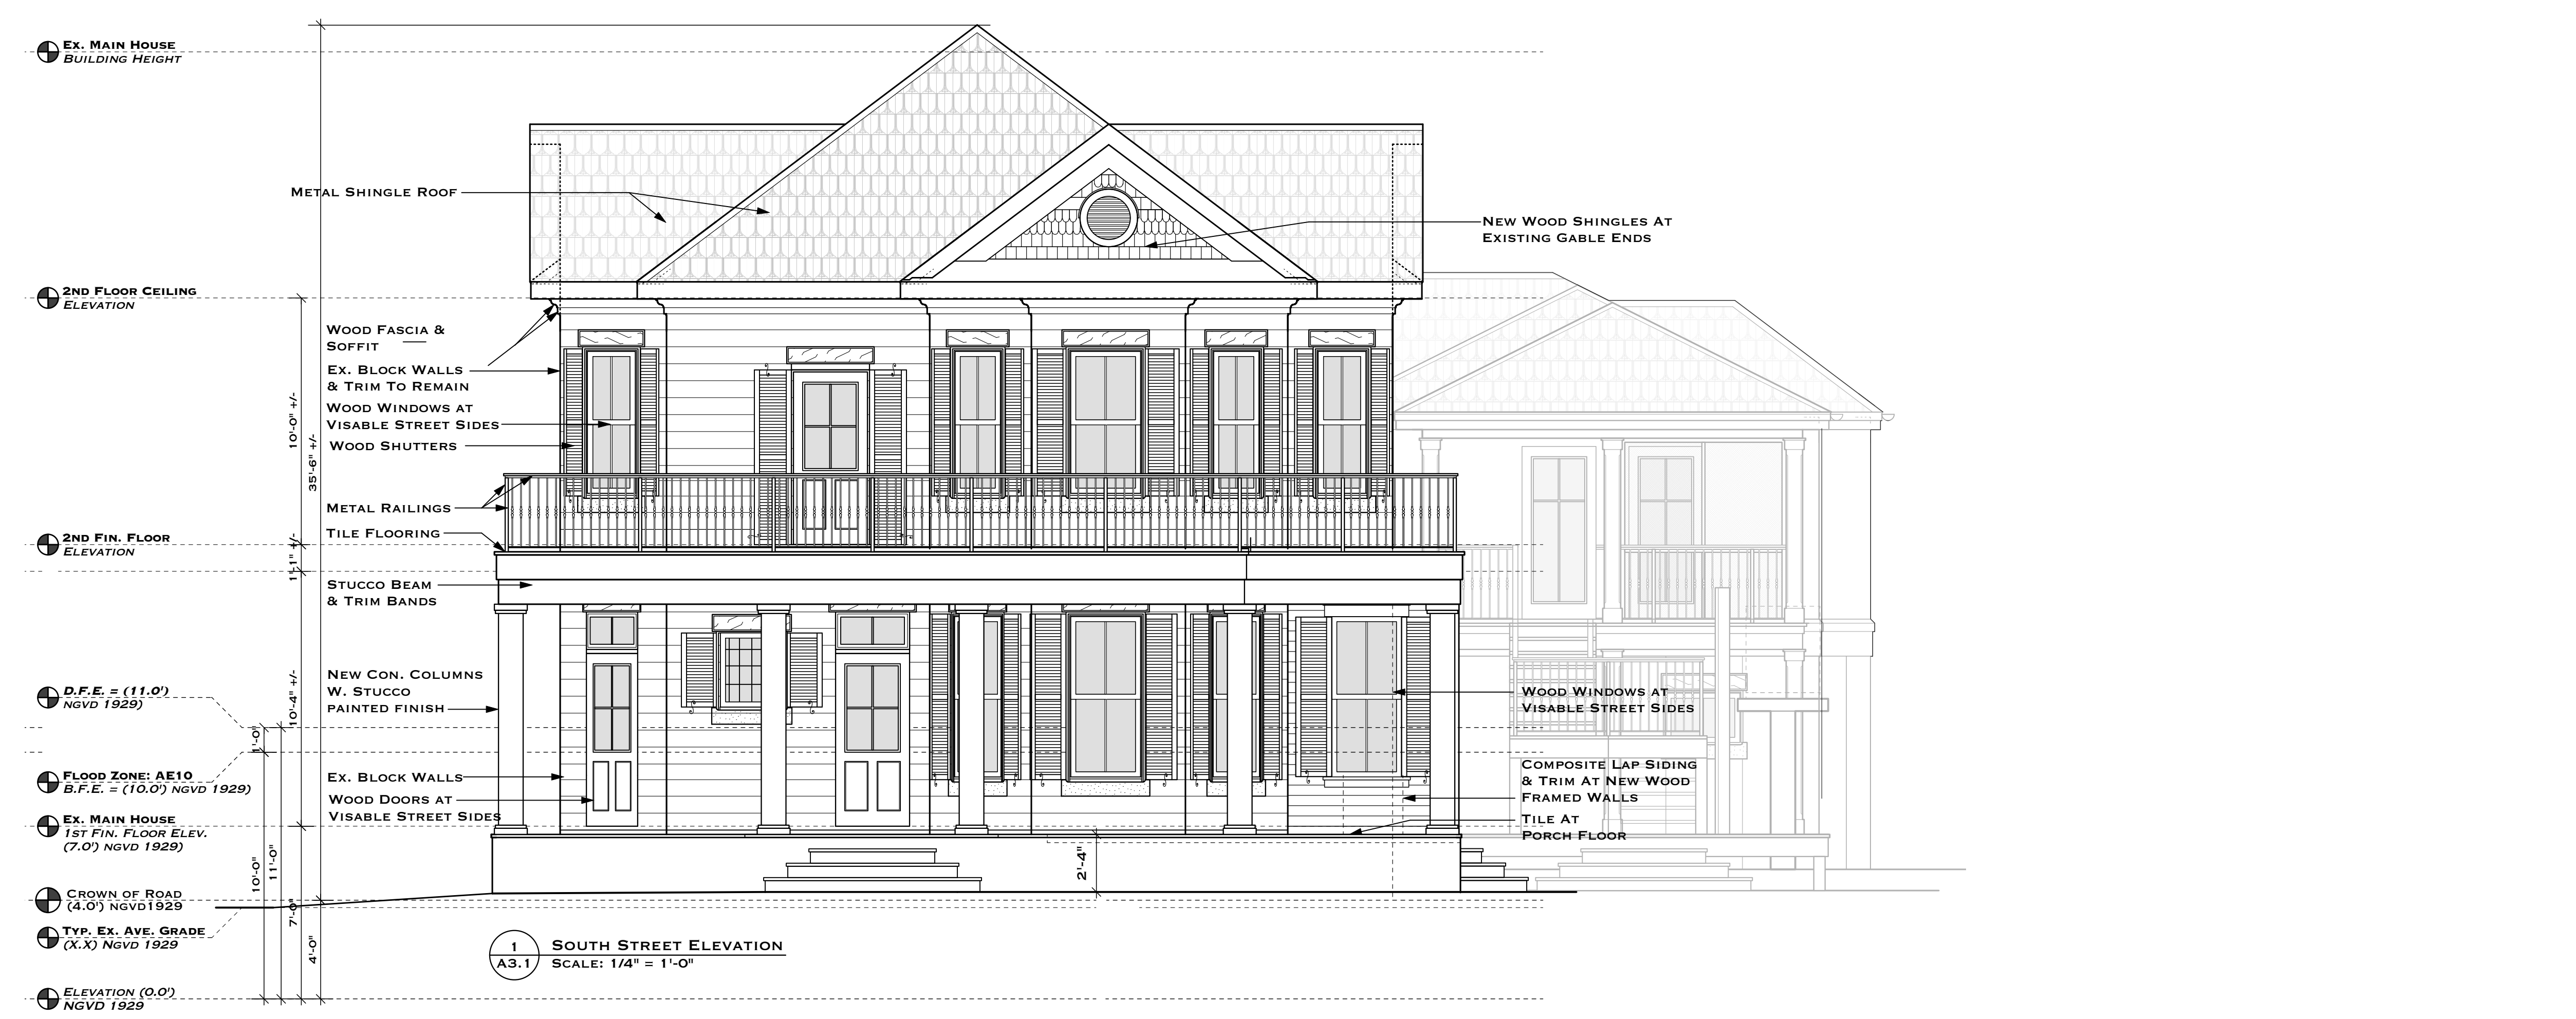 Ex. Main House
Building Height
Metal Shingle Roof
New Wood Shingles At
Existing Gable Ends
2nd Floor Ceiling
Elevation
Wood Fascia &
Soffit
Ex. Block Walls
& Trim To Remain
Wood Windows at
Visable Street Sides
Wood Shutters
10'-0" +/-
35'-6" +/-
Metal Railings
Tile Flooring
2nd Fin. Floor
Elevation
1'-1" +/-
Stucco Beam
& Trim Bands
New Con. Columns
W. Stucco
painted finish
10'-4" +/-
D.F.E. = (11.0')
NGVD 1929)
1'-0"
Wood Windows at
Visable Street Sides
Flood Zone: AE10
B.F.E. = (10.0') NGVD 1929)
Ex. Block Walls
Wood Doors at
Visable Street Sides
Composite Lap Siding
& Trim At New Wood
Framed Walls
Tile At
Porch Floor
Ex. Main House
1st Fin. Floor Elev.
(7.0') NGVD 1929)
10'-0"
11'-0"
2'-4"
Crown of Road
(4.0') NGVD1929
7'-0"
Typ. Ex. Ave. Grade
(X.X) NGVD 1929
4'-0"
1
A3.1
South Street Elevation
Scale: 1/4" = 1'-0"
Elevation (0.0')
NGVD 1929